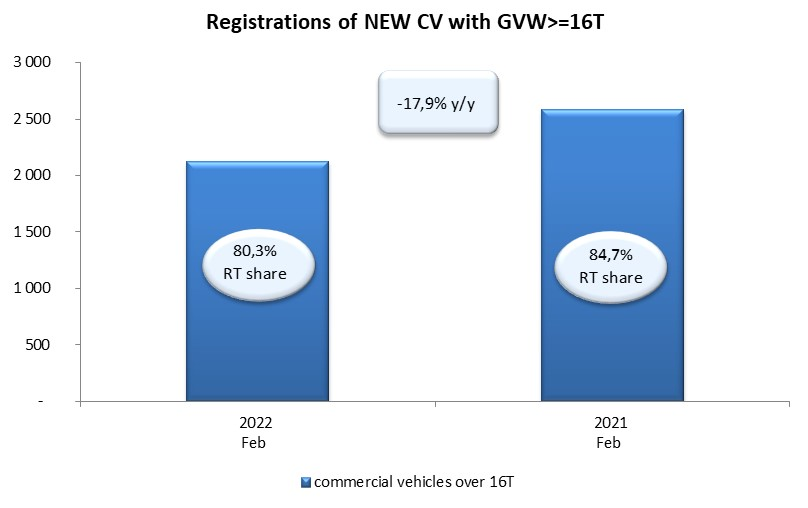 Registrations of NEW CV with GVW>=16T
3 000
2 500
2 000
1 500
1 000
500
-
-17,9% y/y
80,3%
RT share
84,7%
RT share
2022
Feb
2021
Feb
commercial vehicles over 16T